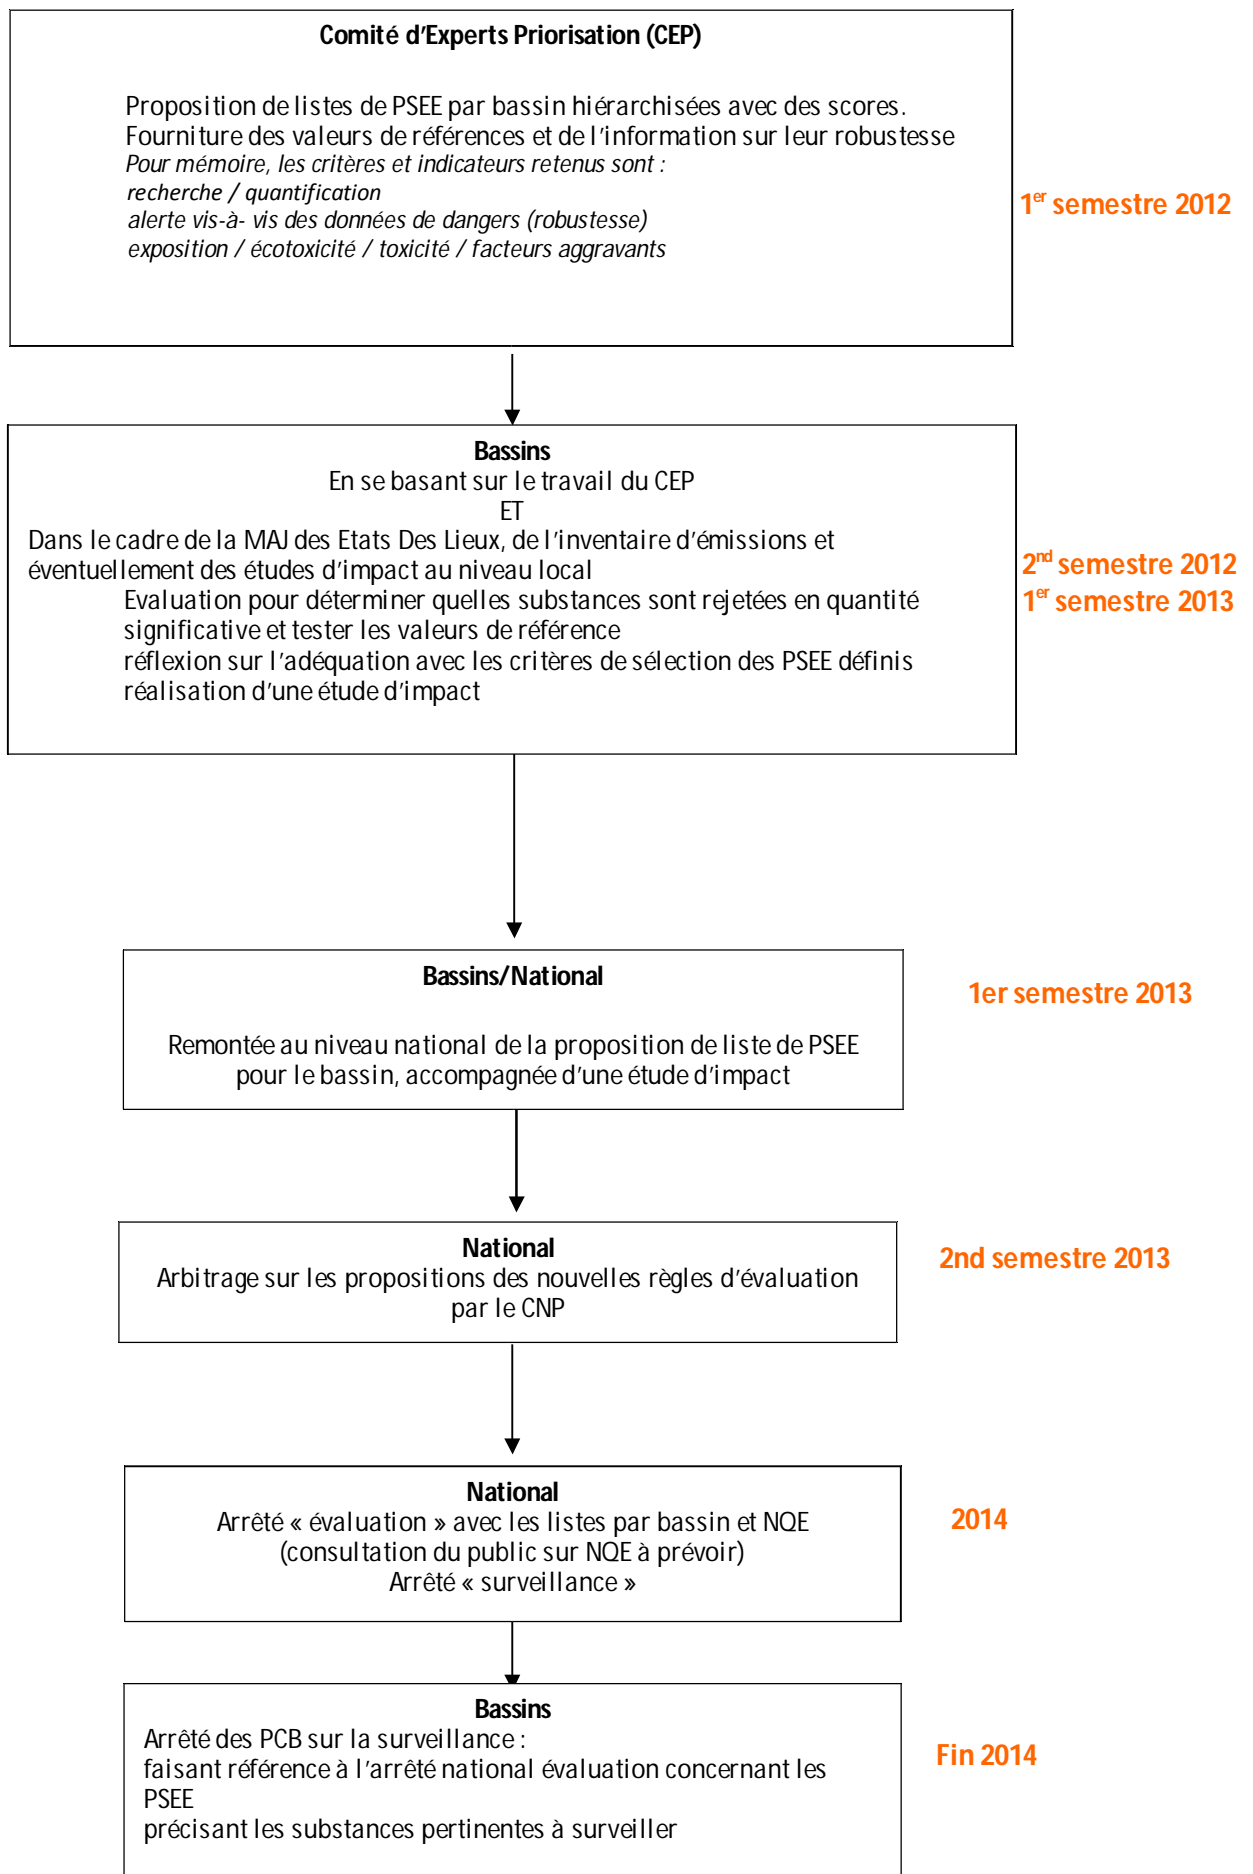 Comité d'Experts Priorisation (CEP)
Proposition de listes de PSEE par bassin hiérarchisées avec des scores.
Fourniture des valeurs de références et de l'information sur leur robustesse
Pour mémoire, les critères et indicateurs retenus sont :
recherche / quantification
alerte vis-à- vis des données de dangers (robustesse)
exposition / écotoxicité / toxicité / facteurs aggravants
1er semestre 2012
Bassins
En se basant sur le travail du CEP
ET
Dans le cadre de la MAJ des Etats Des Lieux, de l'inventaire d'émissions et
éventuellement des études d'impact au niveau local
Evaluation pour déterminer quelles substances sont rejetées en quantité
significative et tester les valeurs de référence
réflexion sur l'adéquation avec les critères de sélection des PSEE définis
réalisation d'une étude d'impact
2nd semestre 2012
1er semestre 2013
Bassins/National
Remontée au niveau national de la proposition de liste de PSEE
pour le bassin, accompagnée d'une étude d'impact
1er semestre 2013
National
Arbitrage sur les propositions des nouvelles règles d'évaluation
par le CNP
2nd semestre 2013
National
Arrêté « évaluation » avec les listes par bassin et NQE
(consultation du public sur NQE à prévoir)
Arrêté « surveillance »
2014
Bassins
Arrêté des PCB sur la surveillance :
faisant référence à l'arrêté national évaluation concernant les
PSEE
précisant les substances pertinentes à surveiller
Fin 2014